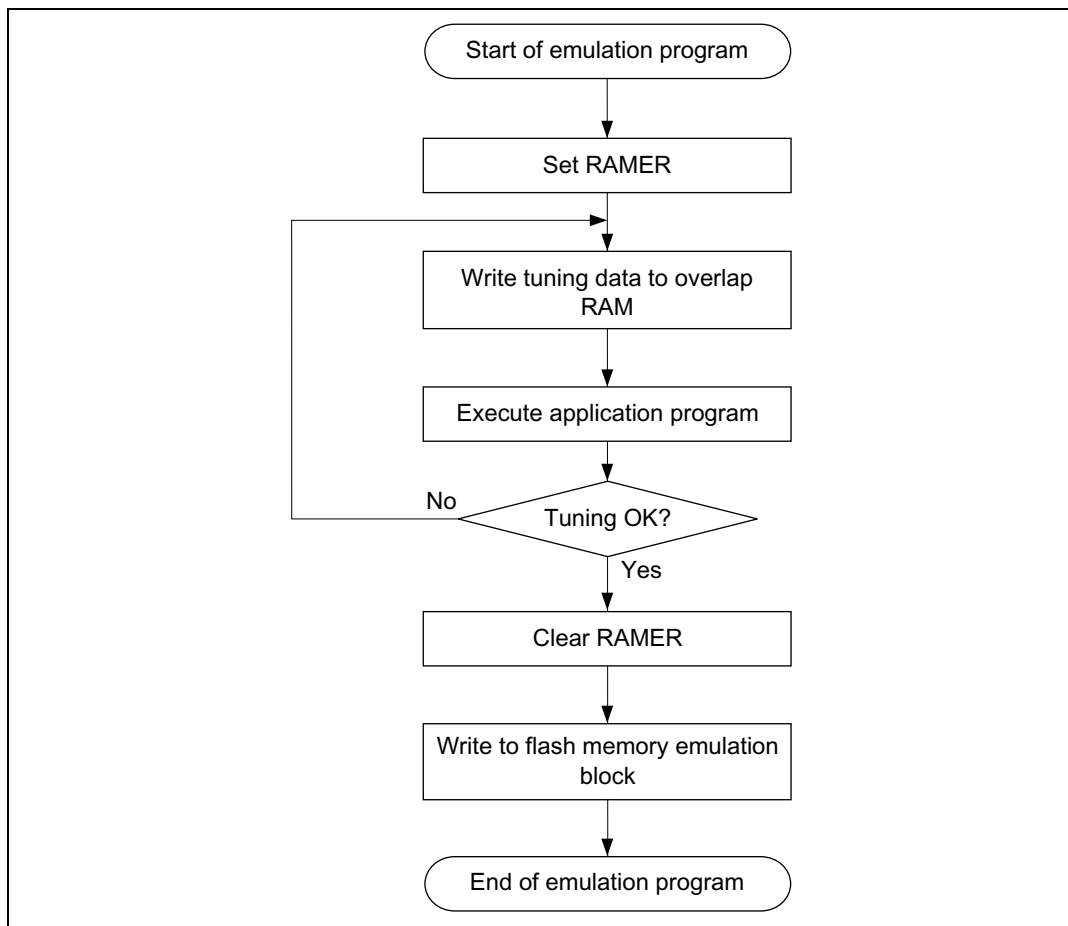 Start of emulation program
Set RAMER
Write tuning data to overlap
RAM
Execute application program
No
Tuning OK?
Yes
Clear RAMER
Write to flash memory emulation
block
End of emulation program